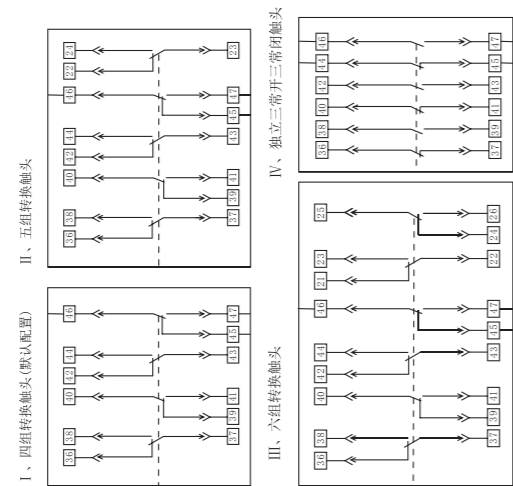 I、四组转换触头(默认配置)
36 38 40 42 44 46
37 39 41 43 45 47
II、五组转换触头
36 38 40 42 44 46 22 24
37 39 41 43 45 47 23
III、六组转换触头
36 38 40 42 44 46 21 23 25
37 39 41 43 45 47 22 24 26
IV、独立三常开三常闭触头
36 38 40 42 44 46
37 39 41 43 45 47